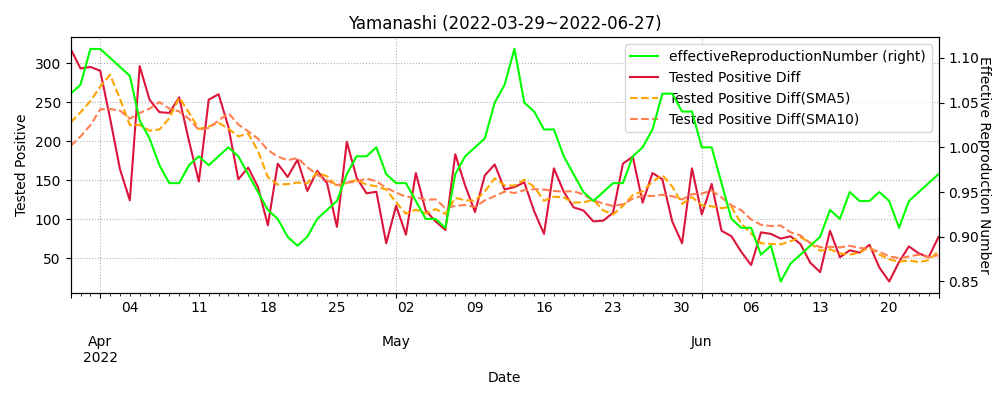 Yamanashi (2022-03-29~2022-06-27)
effectiveReproductionNumber (right)
Tested Positive Diff
Tested Positive Diff(SMA5)
Tested Positive Diff(SMA10)
Tested Positive
300
250
200
150
100
50
1.10
1.05
1.00
0.95
0.90
0.85
Effective Reproduction Number
04 11 18 25 02 09 16 23 30 06 13 20
Apr May Jun
2022
Date